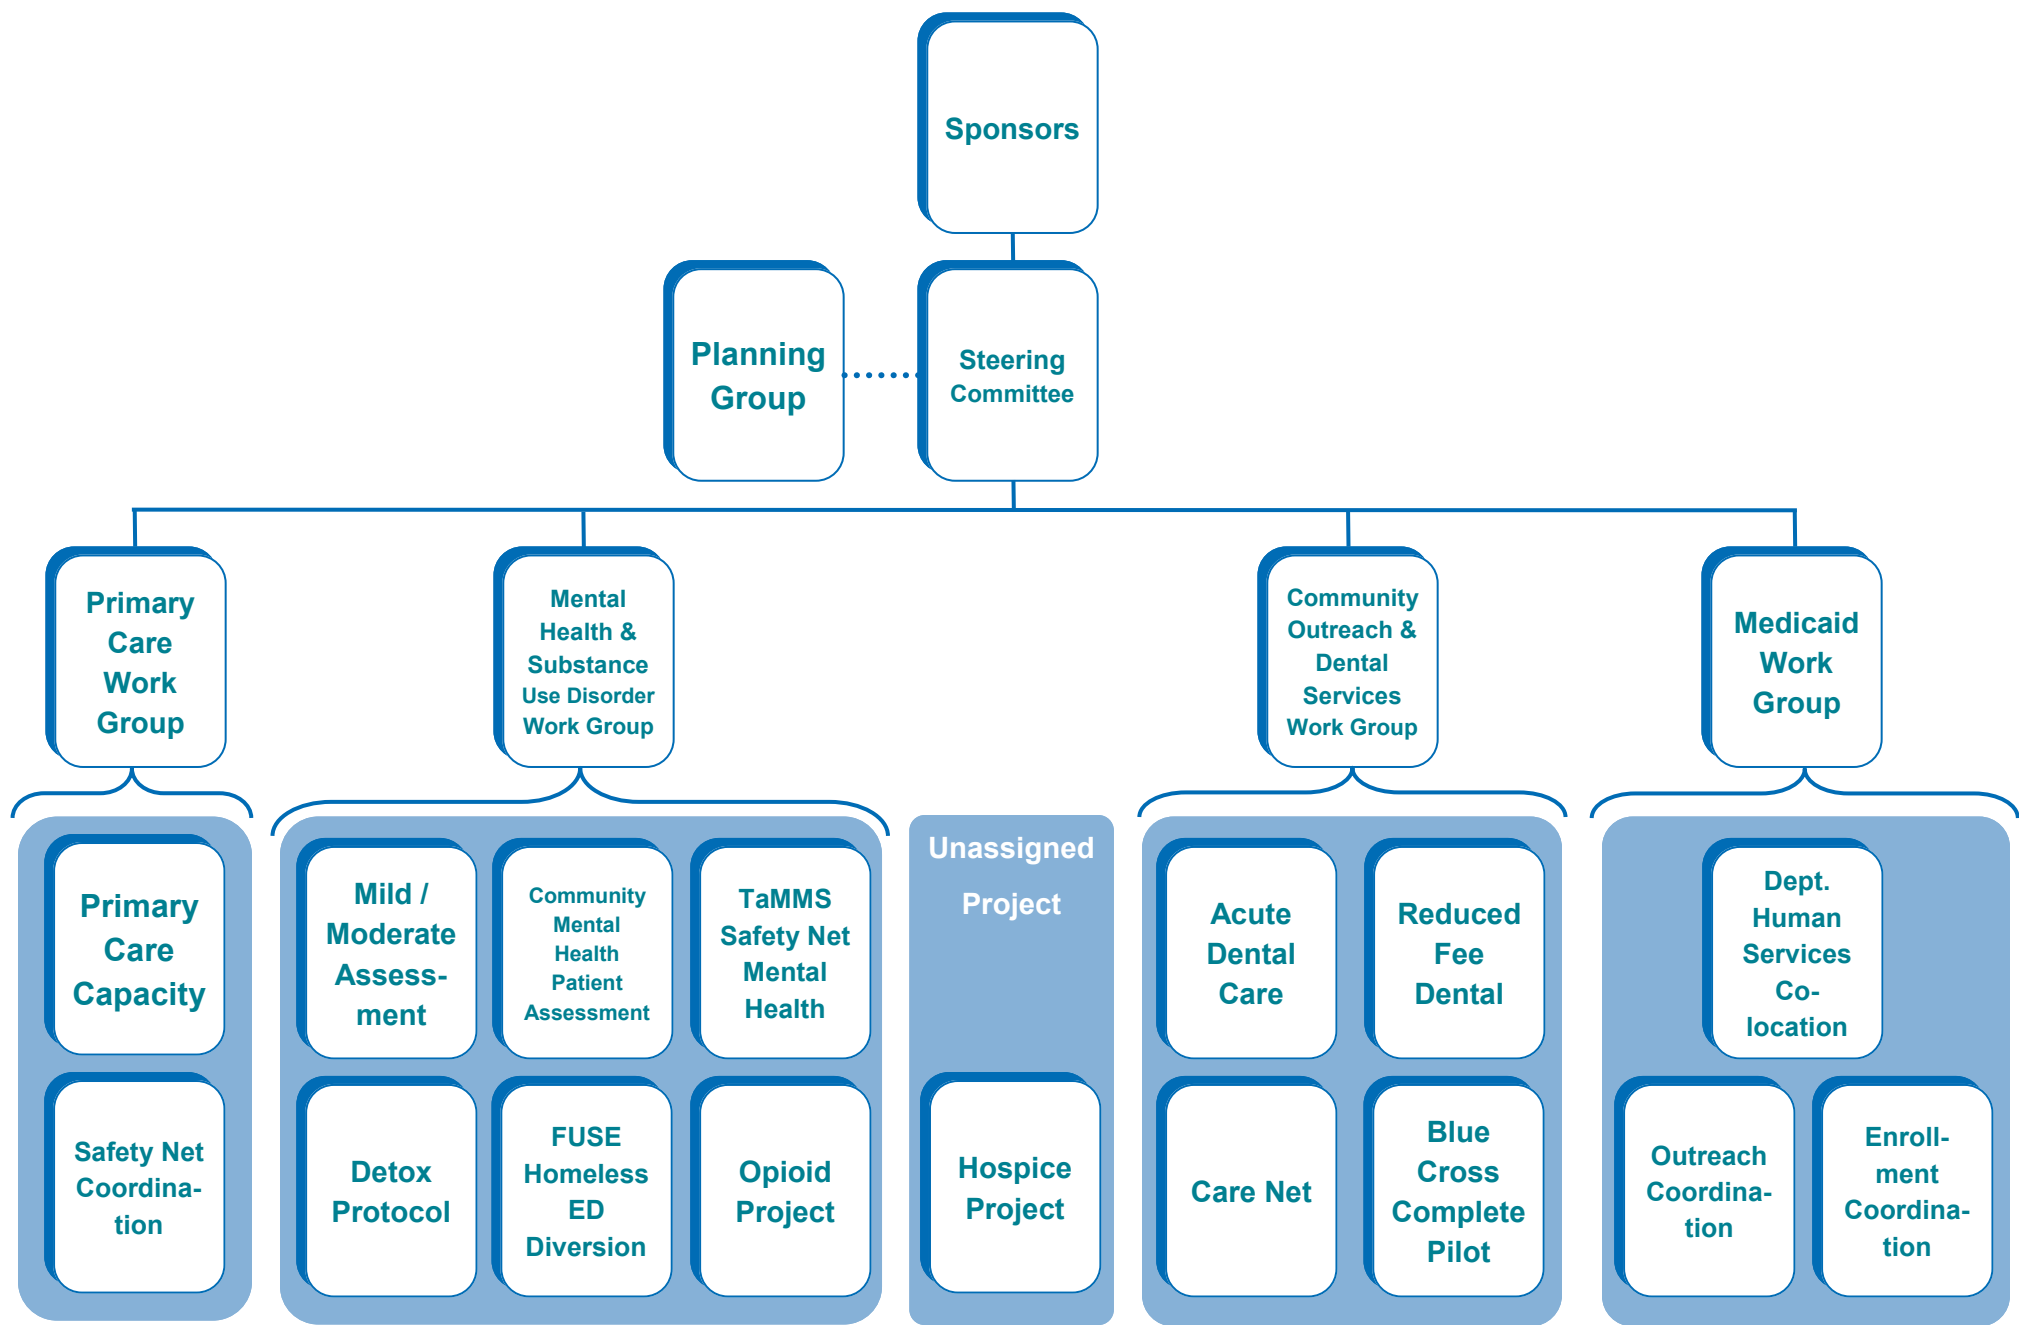 Sponsors
Planning
Group
Steering
Committee
Primary
Care
Work
Group
Mental
Health &
Substance
Use Disorder
Work Group
Community
Outreach &
Dental
Services
Work Group
Medicaid
Work
Group
Primary
Care
Capacity
Safety Net
Coordina-
tion
Mild /
Moderate
Assess-
ment
Community
Mental
Health
Patient
Assessment
TaMMS
Safety Net
Mental
Health
Detox
Protocol
FUSE
Homeless
ED
Diversion
Opioid
Project
Unassigned
Project
Hospice
Project
Acute
Dental
Care
Reduced
Fee
Dental
Care Net
Blue
Cross
Complete
Pilot
Dept.
Human
Services
Co-
location
Outreach
Coordina-
tion
Enroll-
ment
Coordina-
tion